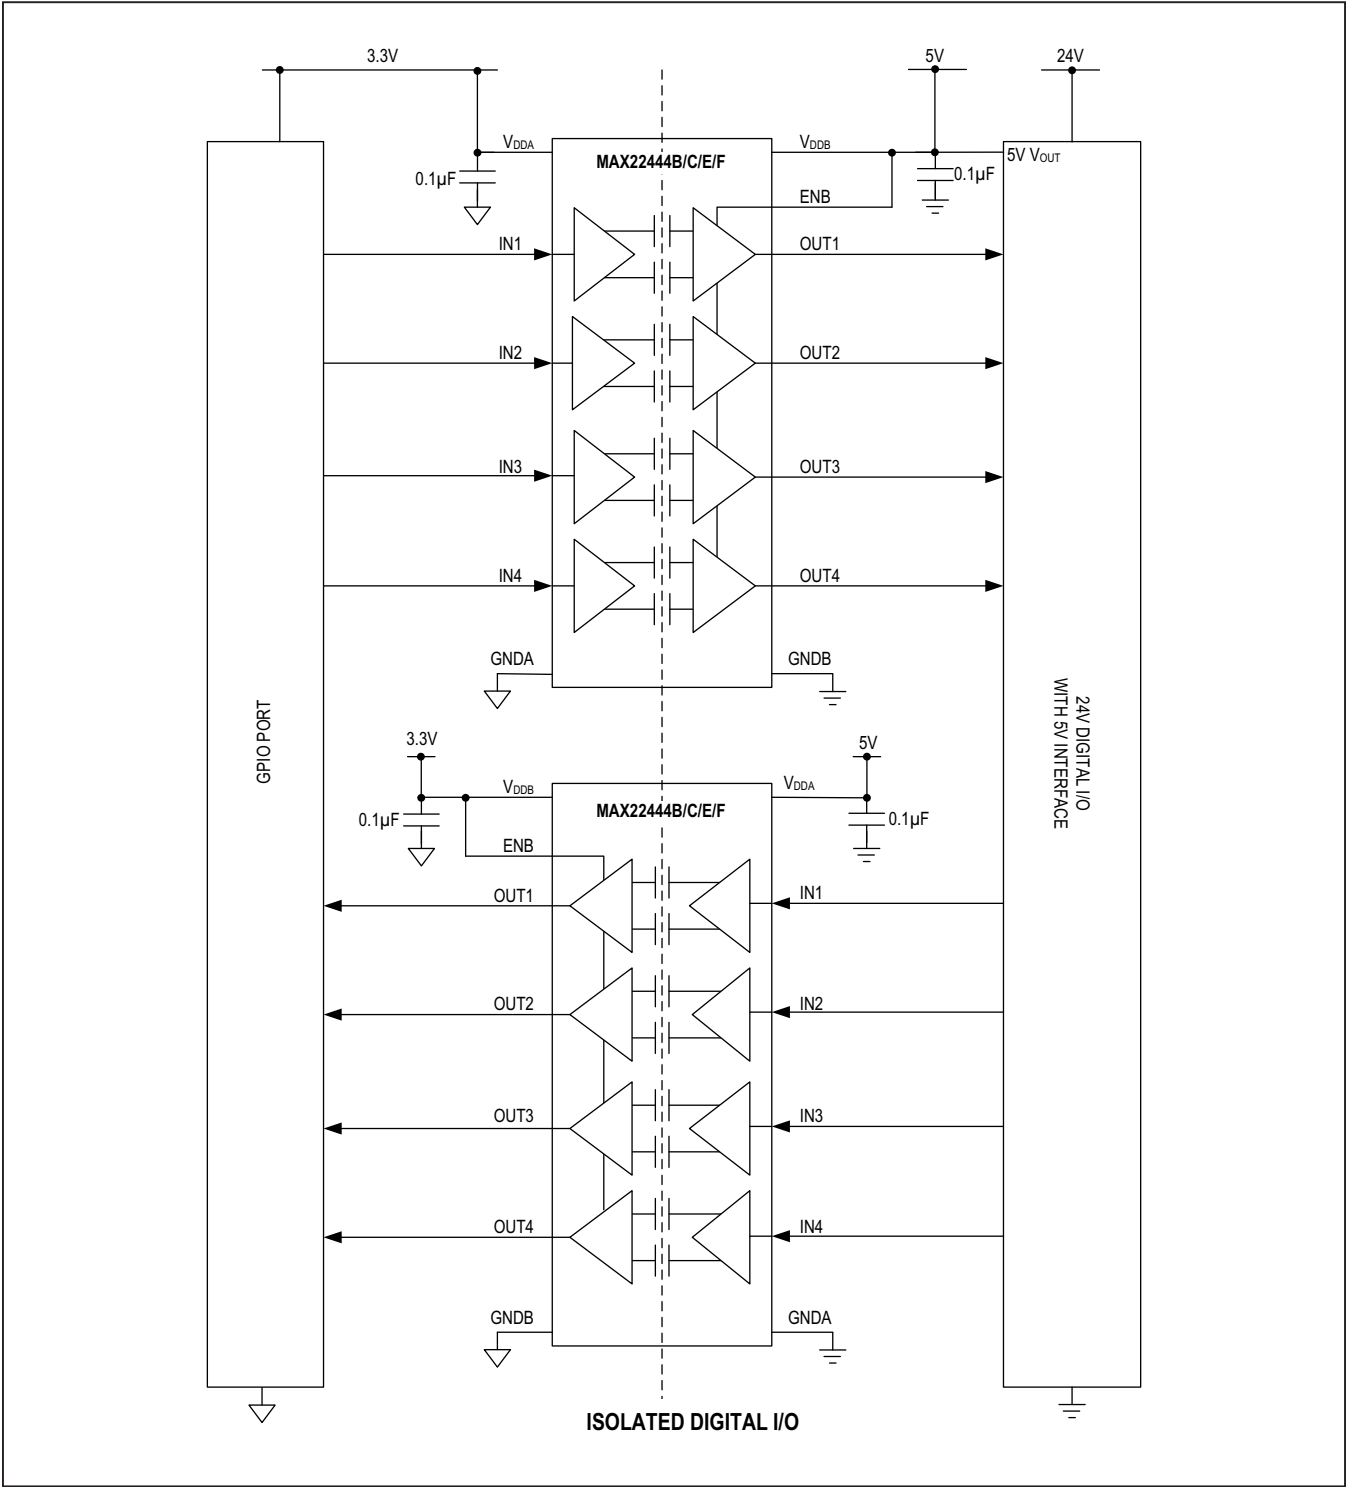 3.3V
5V
24V
VDDA
MAX22444B/C/E/F
VDDB
5V VOUT
0.1µF
0.1µF
ENB
IN1
OUT1
IN2
OUT2
IN3
OUT3
IN4
OUT4
GNDA
GNDB
GPIO PORT
24V DIGITAL I/O
WITH 5V INTERFACE
3.3V
5V
VDDB
MAX22444B/C/E/F
VDDA
0.1µF
0.1µF
ENB
OUT1
IN1
OUT2
IN2
OUT3
IN3
OUT4
IN4
GNDB
GNDA
ISOLATED DIGITAL I/O